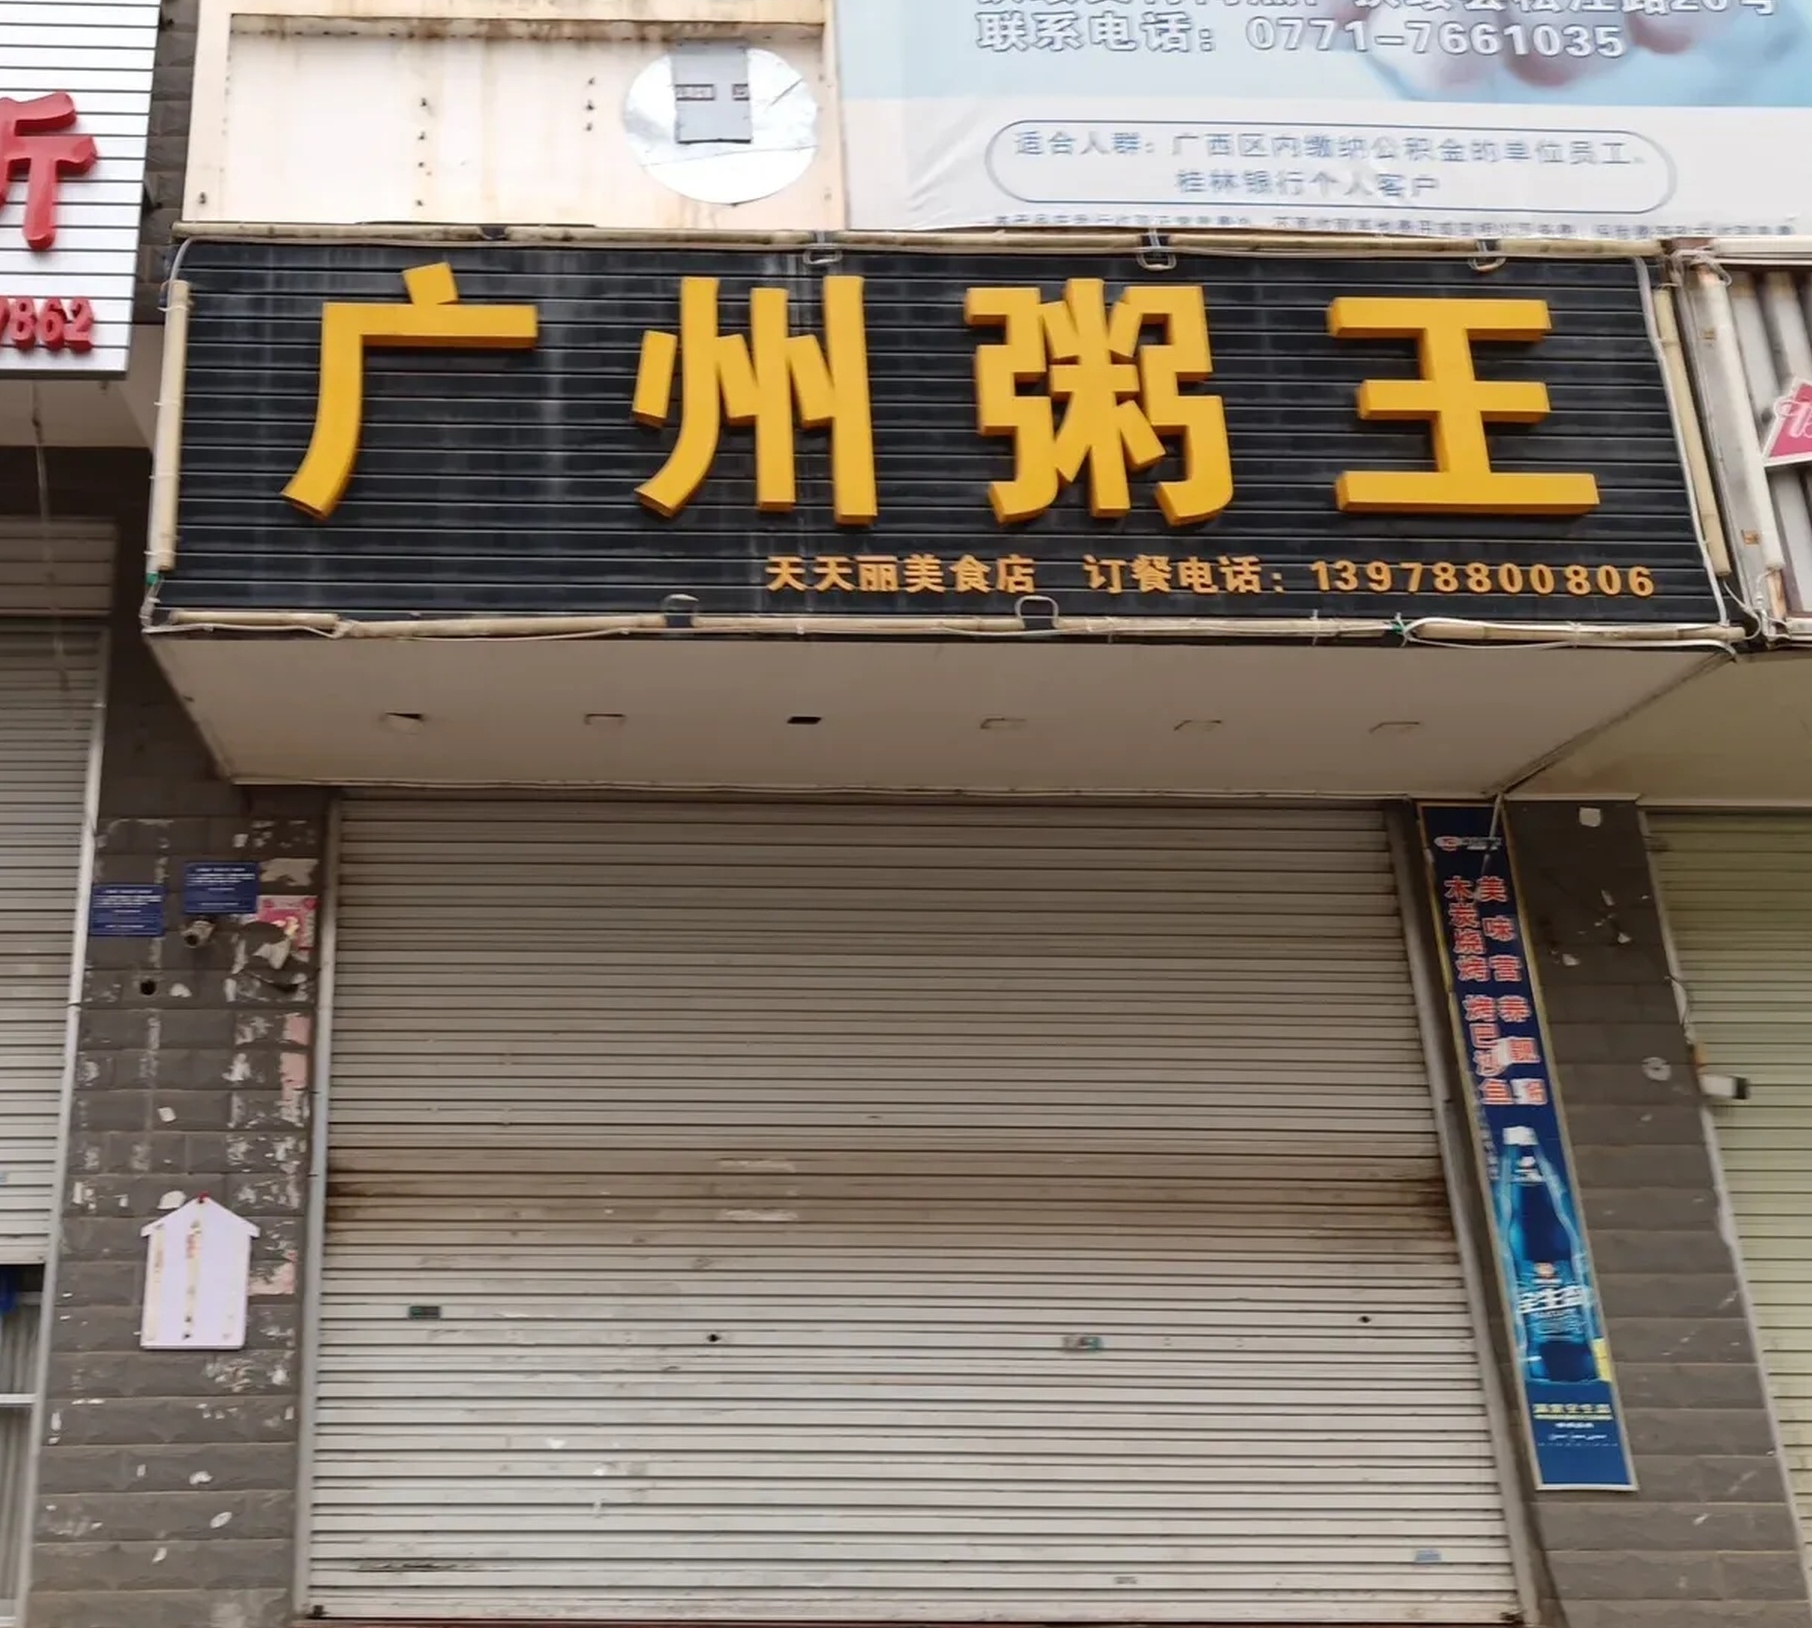 联系电话：0771-7661035
适合人群：广西区内缴纳公积金的单位员工、
桂林银行个人客户
斤
7862
广州粥王
天天丽美食店 订餐电话：13978800806
美味营养靓粥
木炭烧烤 烤巴沙鱼